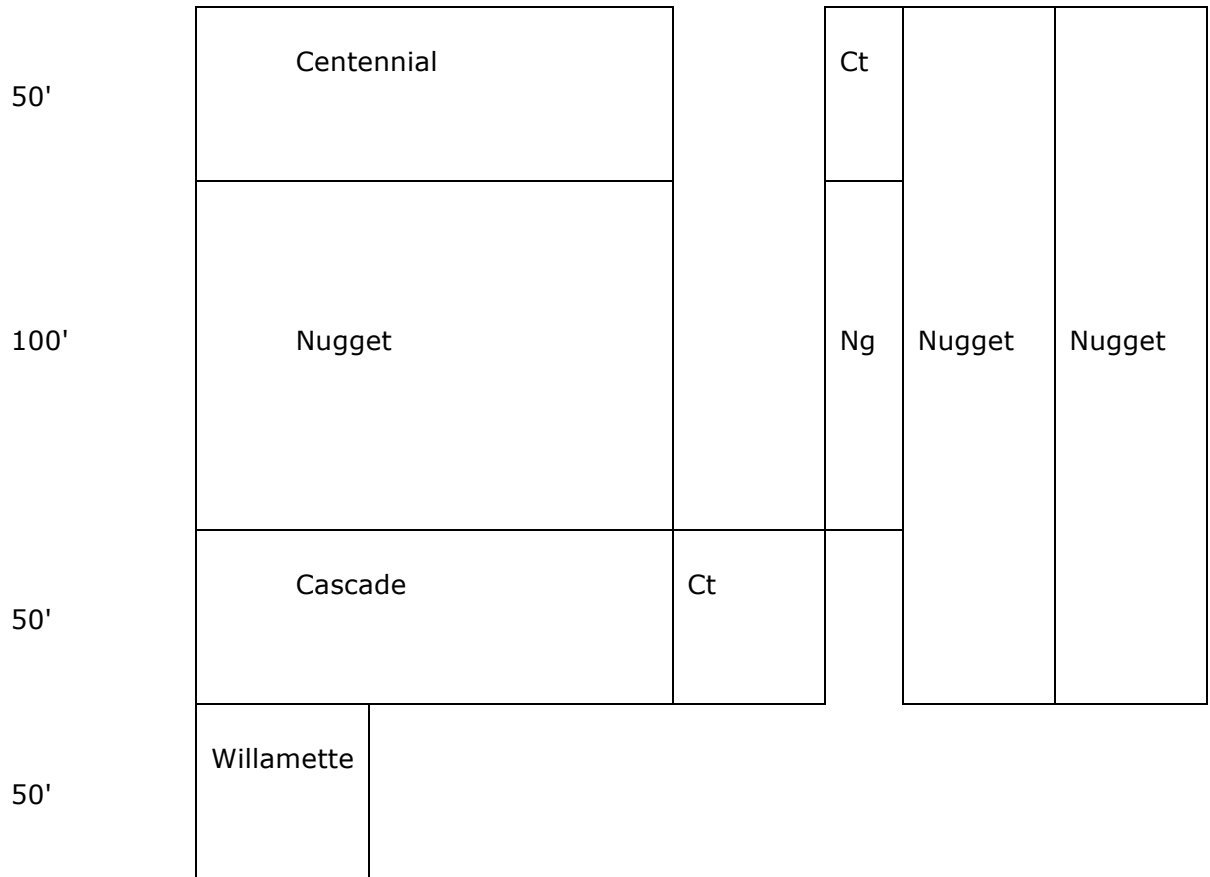 Centennial
Ct
50'
100'
Nugget
Ng
Nugget
Nugget
Cascade
Ct
50'
Willamette
50'